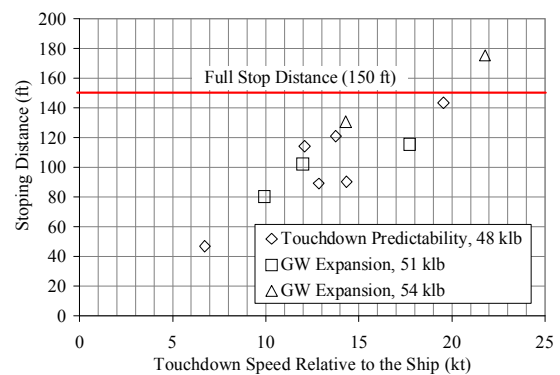 200
180
160
140
120
100
80
60
40
20
0
Stoping Distance (ft)
Full Stop Distance (150 ft)
Touchdown Predictability, 48 klb
GW Expansion, 51 klb
GW Expansion, 54 klb
0 5 10 15 20 25
Touchdown Speed Relative to the Ship (kt)